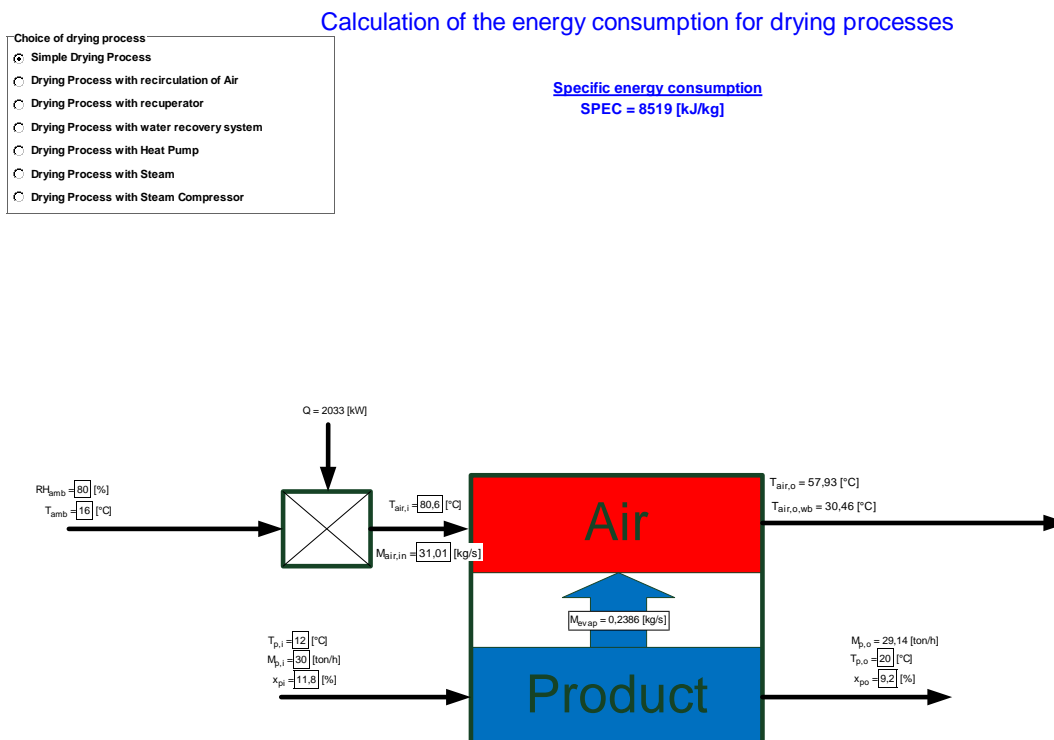 Calculation of the energy consumption for drying processes
Choice of drying process
Simple Drying Process
Drying Process with recirculation of Air
Drying Process with recuperator
Drying Process with water recovery system
Drying Process with Heat Pump
Drying Process with Steam
Drying Process with Steam Compressor
Specific energy consumption
SPEC = 8519 [kJ/kg]
Q = 2033 [kW]
RHamb = 80 [%]
Tamb = 16 [°C]
Tair,i = 80,6 [°C]
Mair,in = 31,01 [kg/s]
Air
Tair,o = 57,93 [°C]
Tair,o,wb = 30,46 [°C]
Mevap = 0,2386 [kg/s]
Tp,i = 12 [°C]
Mp,i = 30 [ton/h]
xpi = 11,8 [%]
Product
Mp,o = 29,14 [ton/h]
Tp,o = 20 [°C]
xpo = 9,2 [%]